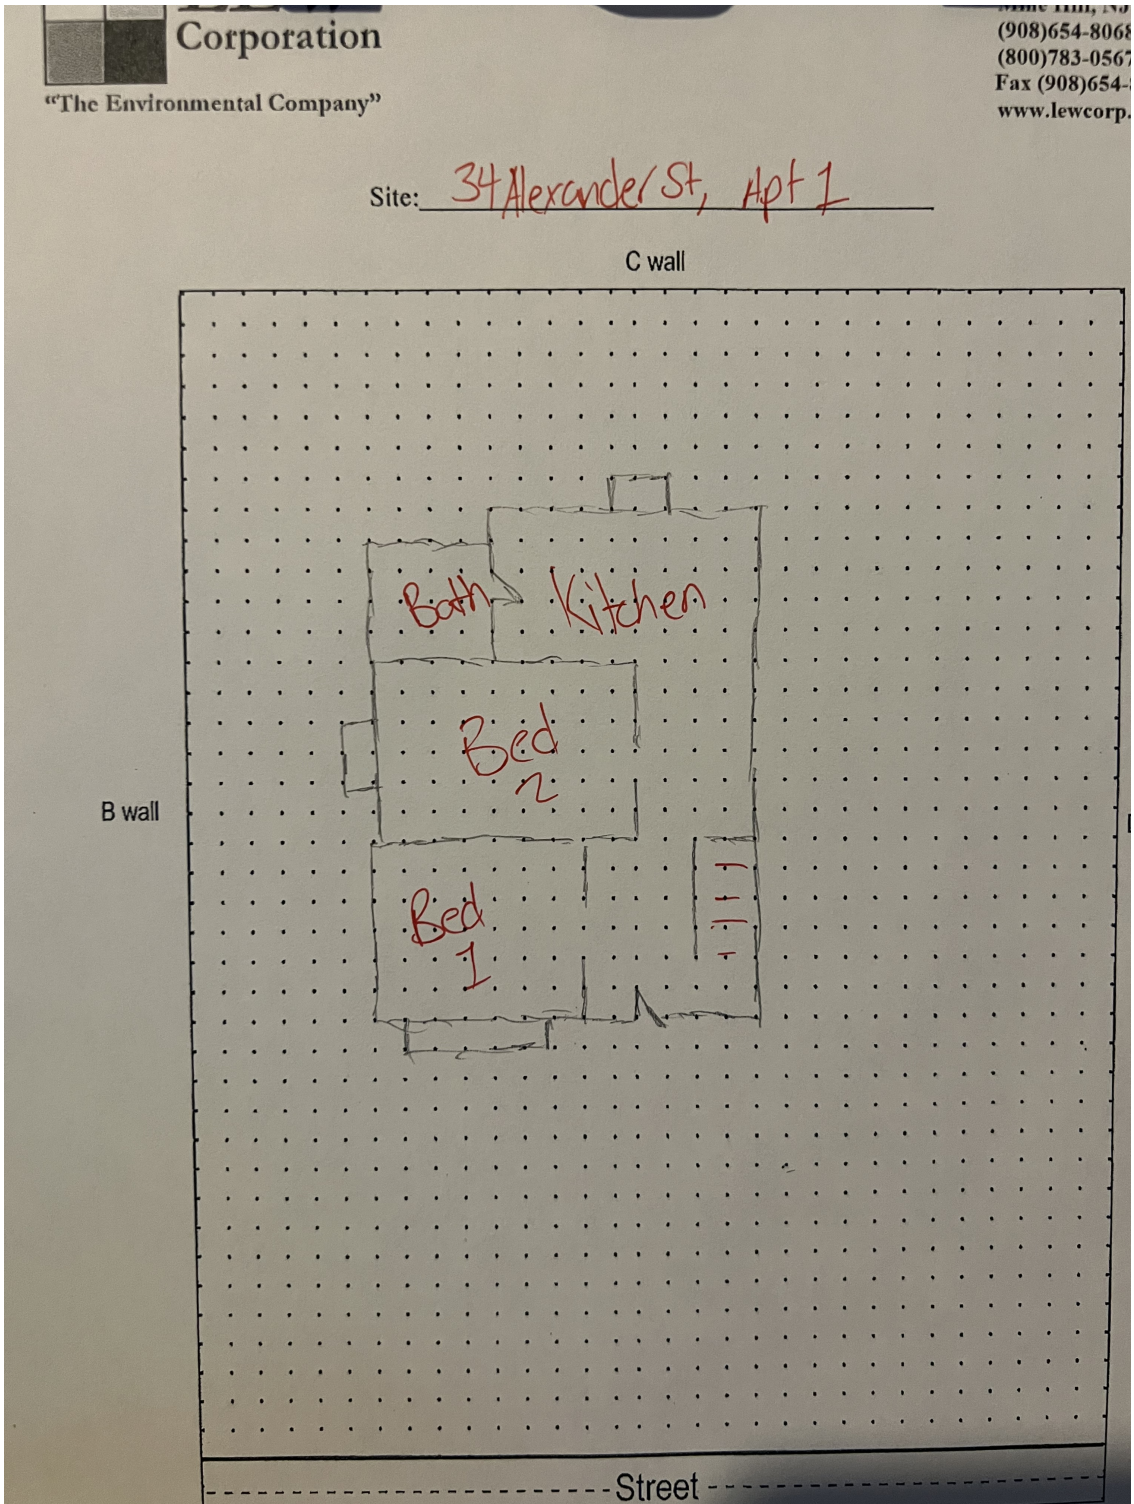 Corporation
"The Environmental Company"
(908)654-8068
(800)783-0567
Fax (908)654-
www.lewcorp.
Site: 34 Alexander St, Apt 1
C wall
Bath
Kitchen
Bed
2
B wall
Bed
1
Street